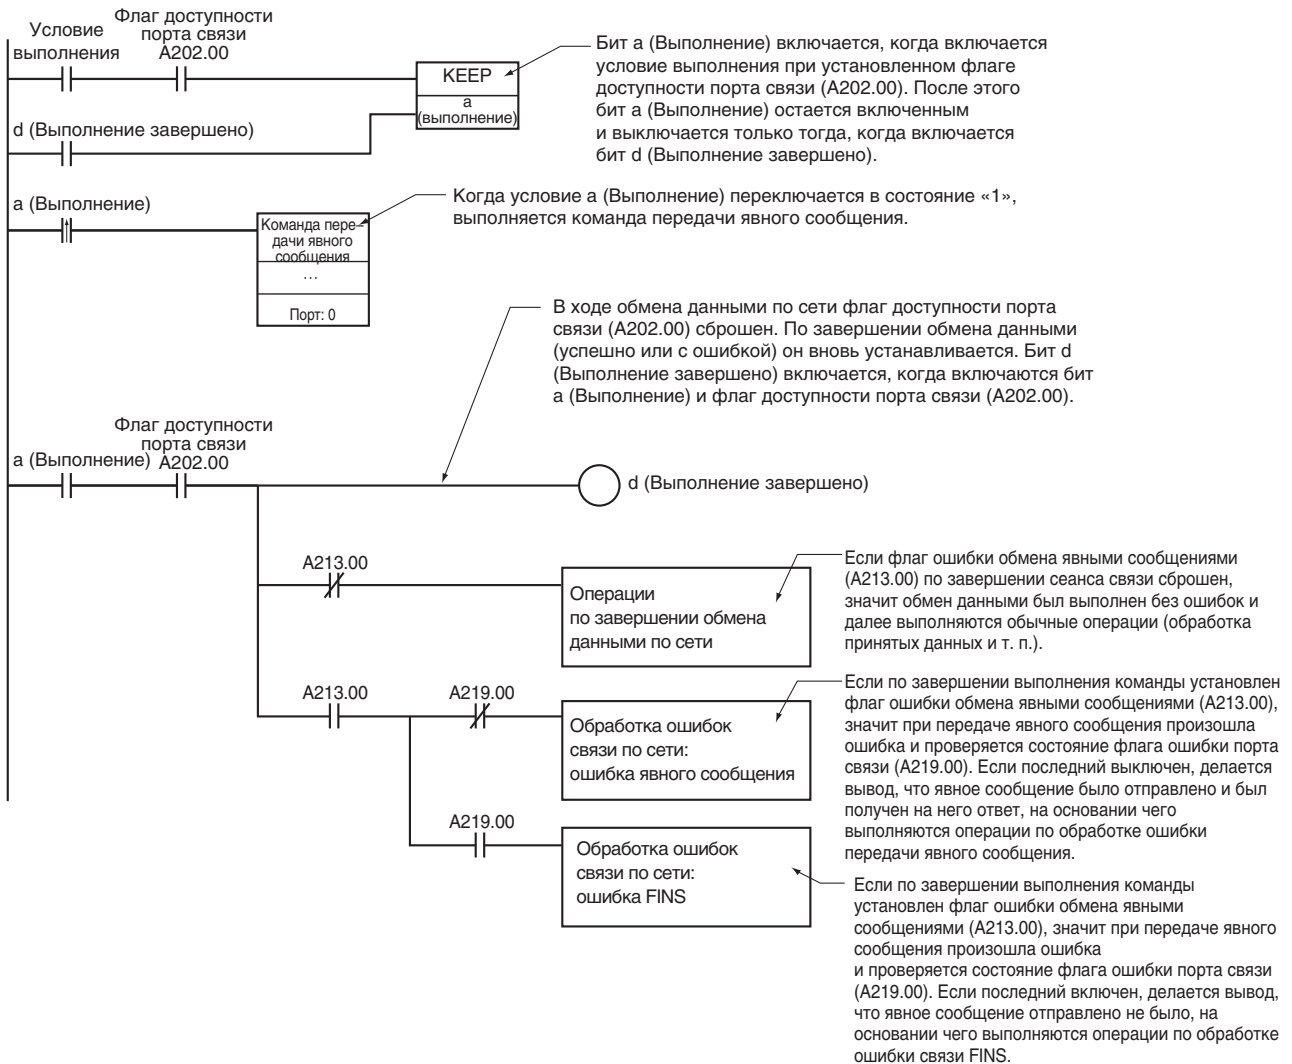 Условие
выполнения
Флаг доступности
порта связи
A202.00
KEEP
a
(выполнение)
Бит a (Выполнение) включается, когда включается
условие выполнения при установленном флаге
доступности порта связи (A202.00). После этого
бит a (Выполнение) остается включенным
и выключается только тогда, когда включается
бит d (Выполнение завершено).
d (Выполнение завершено)
a (Выполнение)
Команда пере–
дачи явного
сообщения
...
Порт: 0
Когда условие a (Выполнение) переключается в состояние «1»,
выполняется команда передачи явного сообщения.
В ходе обмена данными по сети флаг доступности порта
связи (A202.00) сброшен. По завершении обмена данными
(успешно или с ошибкой) он вновь устанавливается. Бит d
(Выполнение завершено) включается, когда включаются бит
a (Выполнение) и флаг доступности порта связи (A202.00).
Флаг доступности
порта связи
a (Выполнение) A202.00
d (Выполнение завершено)
A213.00
Операции
по завершении обмена
данными по сети
Если флаг ошибки обмена явными сообщениями
(A213.00) по завершении сеанса связи сброшен,
значит обмен данными был выполнен без ошибок и
далее выполняются обычные операции (обработка
принятых данных и т. п.).
A213.00
A219.00
Обработка ошибок
связи по сети:
ошибка явного сообщения
Если по завершении выполнения команды установлен
флаг ошибки обмена явными сообщениями (A213.00),
значит при передаче явного сообщения произошла
ошибка и проверяется состояние флага ошибки порта
связи (A219.00). Если последний выключен, делается
вывод, что явное сообщение было отправлено и был
получен на него ответ, на основании чего
выполняются операции по обработке ошибки
передачи явного сообщения.
A219.00
Обработка ошибок
связи по сети:
ошибка FINS
Если по завершении выполнения команды
установлен флаг ошибки обмена явными
сообщениями (A213.00), значит при передаче явного
сообщения произошла ошибка
и проверяется состояние флага ошибки порта связи
(A219.00). Если последний включен, делается вывод,
что явное сообщение отправлено не было, на
основании чего выполняются операции по обработке
ошибки связи FINS.